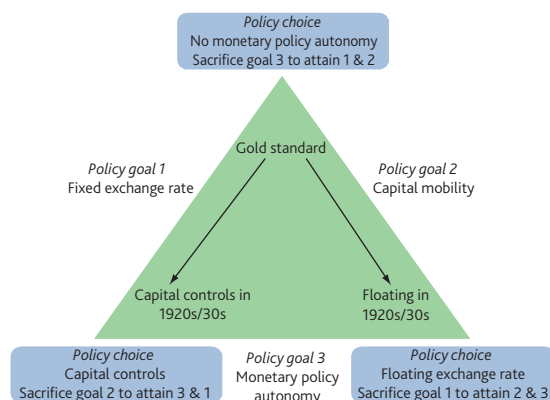 Policy choice
No monetary policy autonomy
Sacrifice goal 3 to attain 1 & 2
Gold standard
Policy goal 1
Fixed exchange rate
Policy goal 2
Capital mobility
Capital controls in
1920s/30s
Floating in
1920s/30s
Policy choice
Capital controls
Sacrifice goal 2 to attain 3 & 1
Policy goal 3
Monetary policy
autonomy
Policy choice
Floating exchange rate
Sacrifice goal 1 to attain 2 & 3